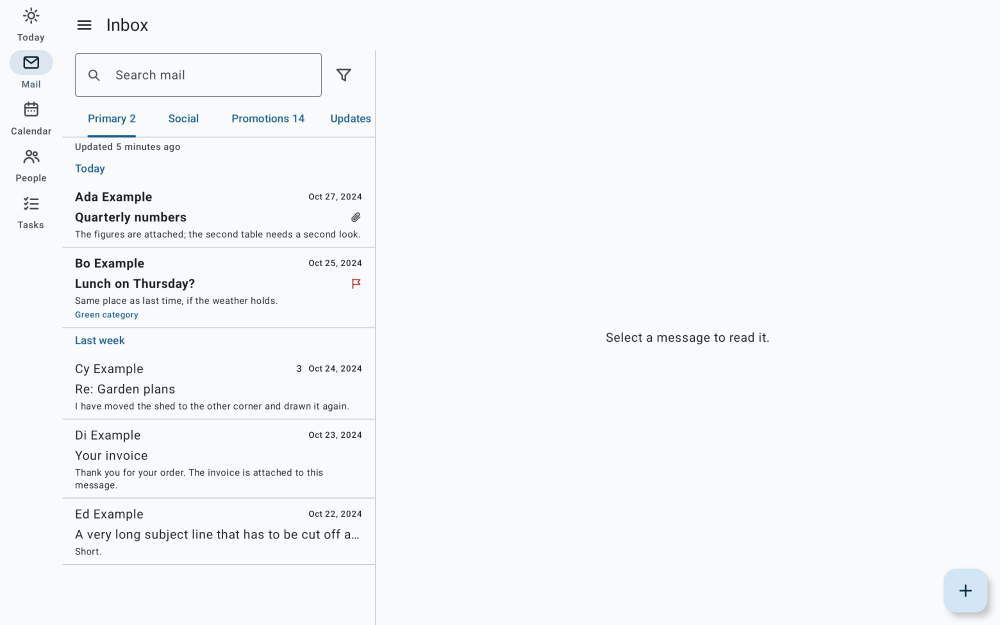 Today
Mail
Calendar
People
Tasks
Inbox
Search mail
Primary 2 Social Promotions 14 Updates
Updated 5 minutes ago
Today
Ada Example Oct 27, 2024
Quarterly numbers
The figures are attached; the second table needs a second look.
Bo Example Oct 25, 2024
Lunch on Thursday?
Same place as last time, if the weather holds.
Green category
Last week
Cy Example 3 Oct 24, 2024
Re: Garden plans
I have moved the shed to the other corner and drawn it again.
Di Example Oct 23, 2024
Your invoice
Thank you for your order. The invoice is attached to this
message.
Ed Example Oct 22, 2024
A very long subject line that has to be cut off a…
Short.
Select a message to read it.